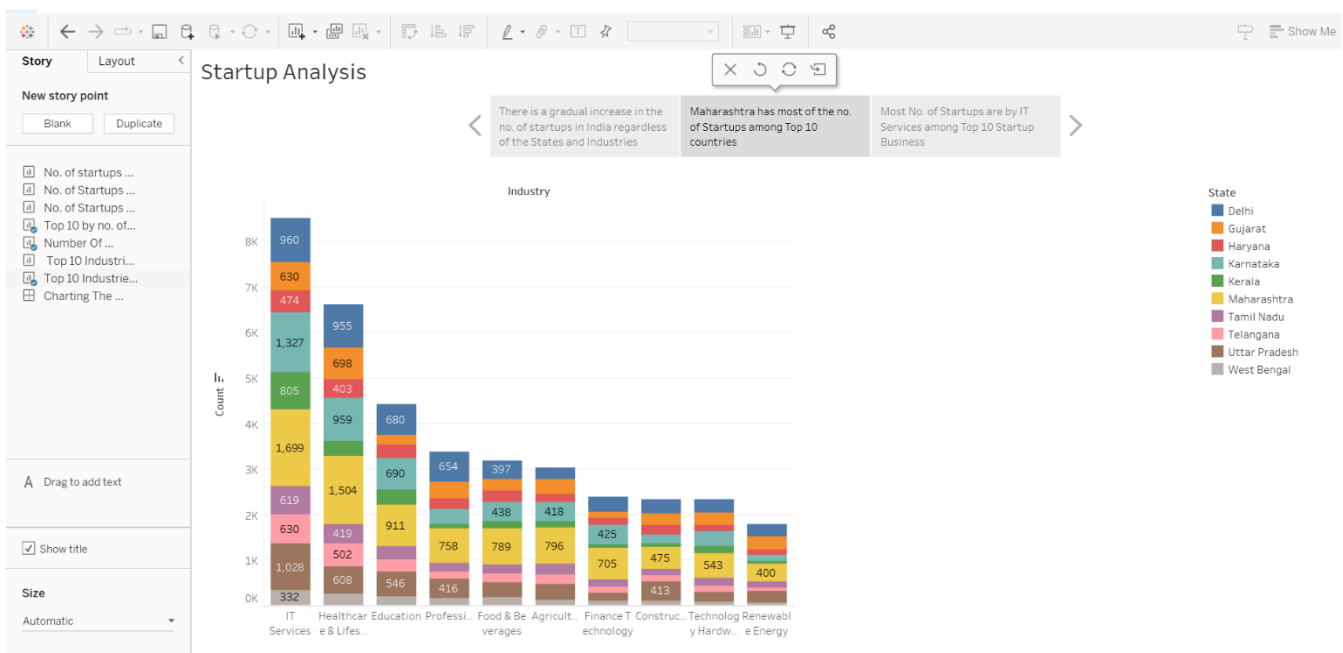 Show Me
Story
Layout
New story point
Blank
Duplicate
No. of startups ...
No. of Startups ...
No. of Startups ...
Top 10 by no. of...
Number Of ...
Top 10 Industri...
Top 10 Industrie...
Charting The ...
A Drag to add text
Show title
Size
Automatic
Startup Analysis
There is a gradual increase in the
no. of startups in India regardless
of the States and Industries
Maharashtra has most of the no.
of Startups among Top 10
countries
Most No. of Startups are by IT
Services among Top 10 Startup
Business
Industry
Count
8K
7K
6K
5K
4K
3K
2K
1K
0K
960
630
474
1,327
805
1,699
619
630
1,028
332
955
698
403
959
1,504
419
502
608
680
690
911
546
654
758
416
397
438
789
418
796
425
705
475
413
543
400
IT
Services
Healthcar
e & Lifes..
Education
Professi..
Food & Be
verages
Agricult..
Finance T
echnology
Construc..
Technolog
y Hardw..
Renewabl
e Energy
State
Delhi
Gujarat
Haryana
Karnataka
Kerala
Maharashtra
Tamil Nadu
Telangana
Uttar Pradesh
West Bengal